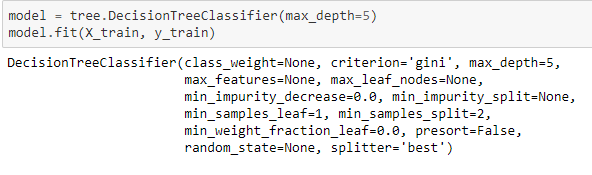 model = tree.DecisionTreeClassifier(max_depth=5)
model.fit(X_train, y_train)
DecisionTreeClassifier(class_weight=None, criterion='gini', max_depth=5,
max_features=None, max_leaf_nodes=None,
min_impurity_decrease=0.0, min_impurity_split=None,
min_samples_leaf=1, min_samples_split=2,
min_weight_fraction_leaf=0.0, presort=False,
random_state=None, splitter='best')